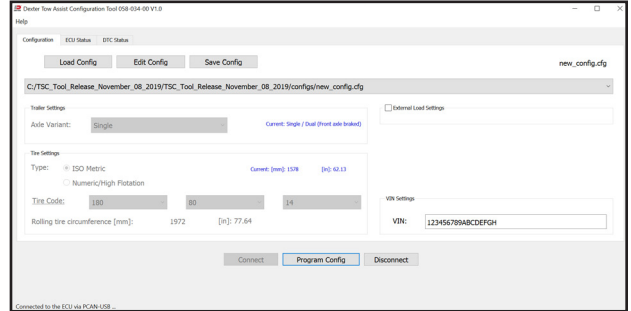 Dexter Tow Assist Configuration Tool 058-034-00 V1.0
Help
Configuration ECU Status DTC Status
Load Config Edit Config Save Config new_config.cfg
C:/TSC_Tool_Release_November_08_2019/TSC_Tool_Release_November_08_2019/configs/new_config.cfg
Trailer Settings
Axle Variant: Single Current: Single / Dual (Front axle braked)
External Load Settings
Tire Settings
Type: ISO Metric Current: [mm]: 1578 [in]: 62.13
Numeric/High Flotation
Tire Code: 180 80 14
Rolling tire circumference [mm]: 1972 [in]: 77.64
VIN Settings
VIN: 123456789ABCDEFGH
Connect Program Config Disconnect
Connected to the ECU via PCAN-USB ...